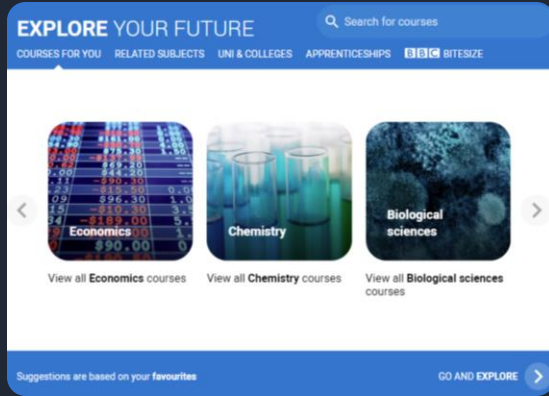 EXPLORE YOUR FUTURE
Search for courses
COURSES FOR YOU RELATED SUBJECTS UNI & COLLEGES APPRENTICESHIPS BBC BITESIZE
Economics
Chemistry
Biological
sciences
View all Economics courses
View all Chemistry courses
View all Biological sciences
courses
Suggestions are based on your favourites
GO AND EXPLORE